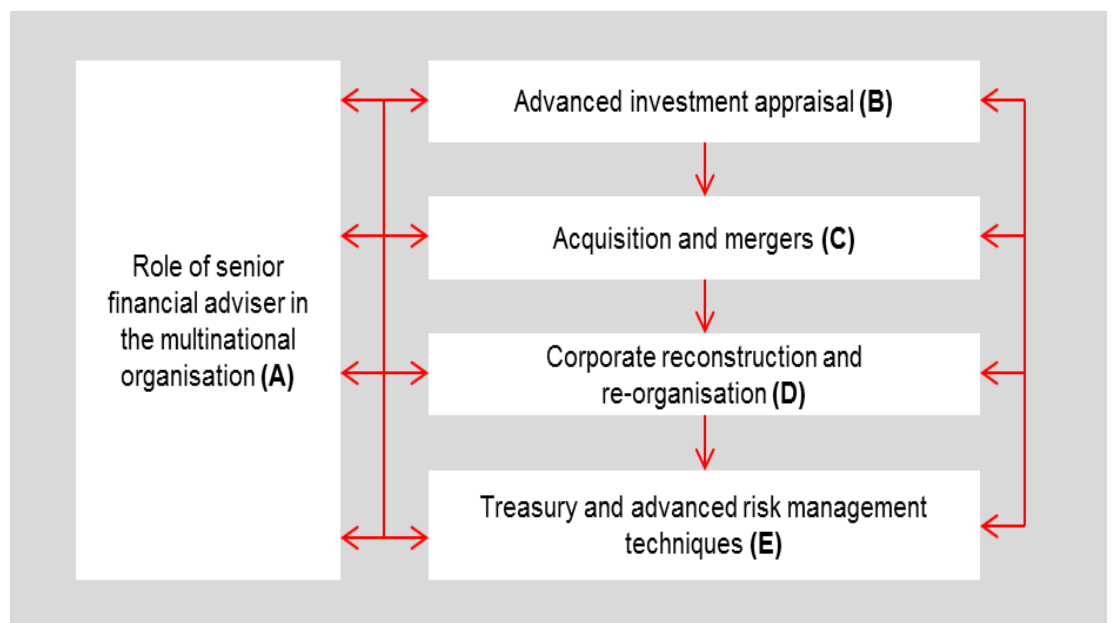 Role of senior
financial adviser in
the multinational
organisation (A)
Advanced investment appraisal (B)
Acquisition and mergers (C)
Corporate reconstruction and
re-organisation (D)
Treasury and advanced risk management
techniques (E)